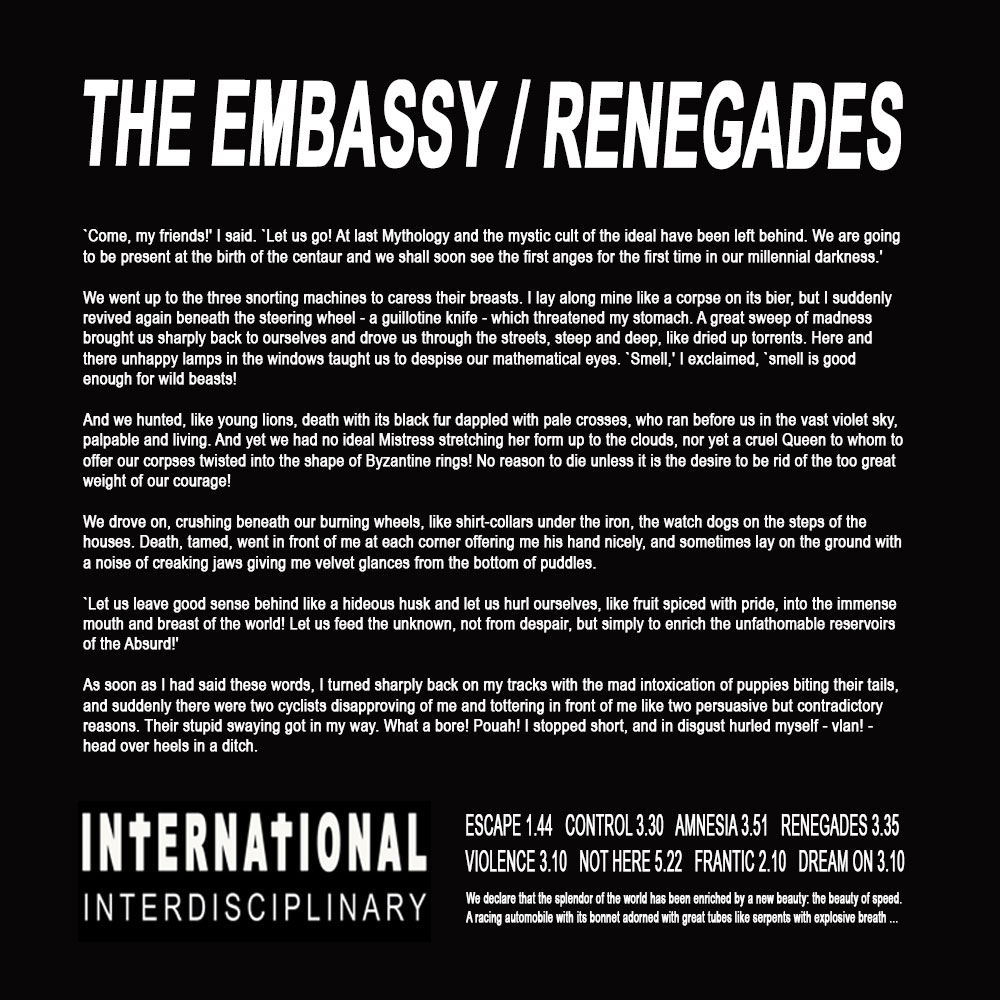 THE EMBASSY / RENEGADES
`Come, my friends!' I said. `Let us go! At last Mythology and the mystic cult of the ideal have been left behind. We are going
to be present at the birth of the centaur and we shall soon see the first anges for the first time in our millennial darkness.'
We went up to the three snorting machines to caress their breasts. I lay along mine like a corpse on its bier, but I suddenly
revived again beneath the steering wheel - a guillotine knife - which threatened my stomach. A great sweep of madness
brought us sharply back to ourselves and drove us through the streets, steep and deep, like dried up torrents. Here and
there unhappy lamps in the windows taught us to despise our mathematical eyes. `Smell,' I exclaimed, `smell is good
enough for wild beasts!
And we hunted, like young lions, death with its black fur dappled with pale crosses, who ran before us in the vast violet sky,
palpable and living. And yet we had no ideal Mistress stretching her form up to the clouds, nor yet a cruel Queen to whom to
offer our corpses twisted into the shape of Byzantine rings! No reason to die unless it is the desire to be rid of the too great
weight of our courage!
We drove on, crushing beneath our burning wheels, like shirt-collars under the iron, the watch dogs on the steps of the
houses. Death, tamed, went in front of me at each corner offering me his hand nicely, and sometimes lay on the ground with
a noise of creaking jaws giving me velvet glances from the bottom of puddles.
`Let us leave good sense behind like a hideous husk and let us hurl ourselves, like fruit spiced with pride, into the immense
mouth and breast of the world! Let us feed the unknown, not from despair, but simply to enrich the unfathomable reservoirs
of the Absurd!'
As soon as I had said these words, I turned sharply back on my tracks with the mad intoxication of puppies biting their tails,
and suddenly there were two cyclists disapproving of me and tottering in front of me like two persuasive but contradictory
reasons. Their stupid swaying got in my way. What a bore! Pouah! I stopped short, and in disgust hurled myself - vlan! -
head over heels in a ditch.
INTERNATIONAL
INTERDISCIPLINARY
ESCAPE 1.44 CONTROL 3.30 AMNESIA 3.51 RENEGADES 3.35
VIOLENCE 3.10 NOT HERE 5.22 FRANTIC 2.10 DREAM ON 3.10
We declare that the splendor of the world has been enriched by a new beauty: the beauty of speed.
A racing automobile with its bonnet adorned with great tubes like serpents with explosive breath ...